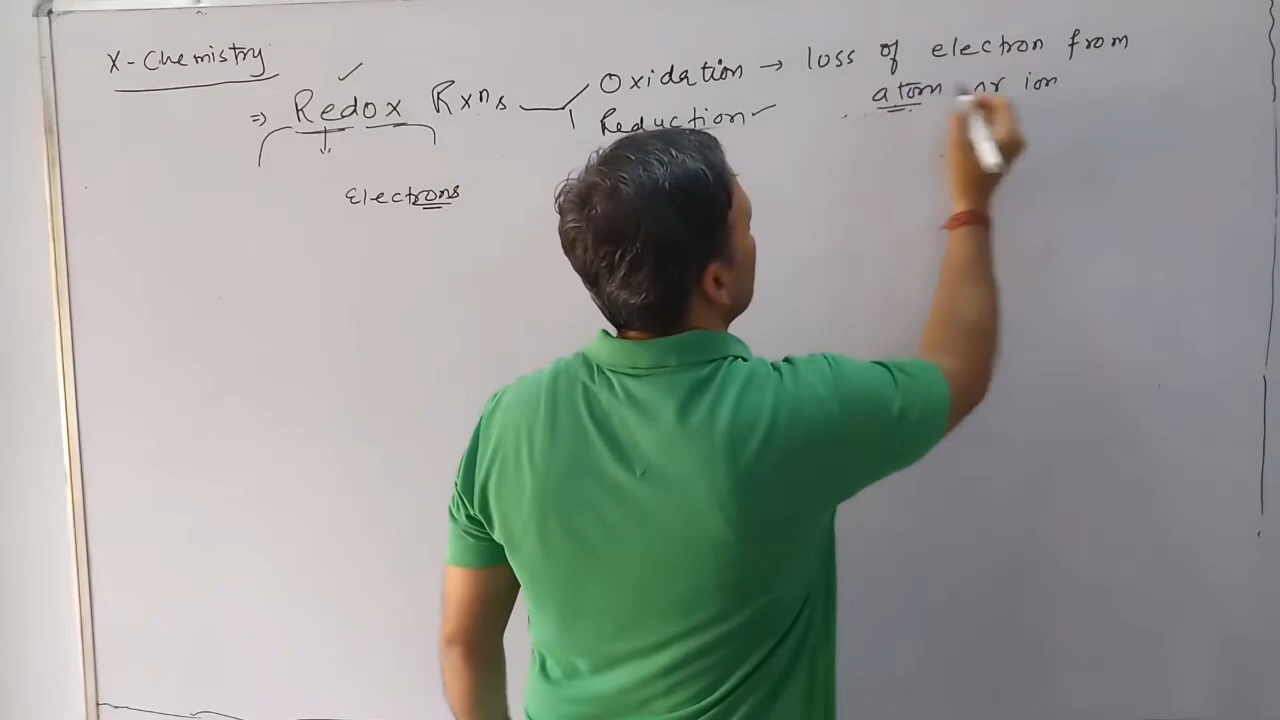 X-Chemistry
⇒ Redox Rxns
Oxidation → loss of electron from
atom or ion
Reduction
Electrons